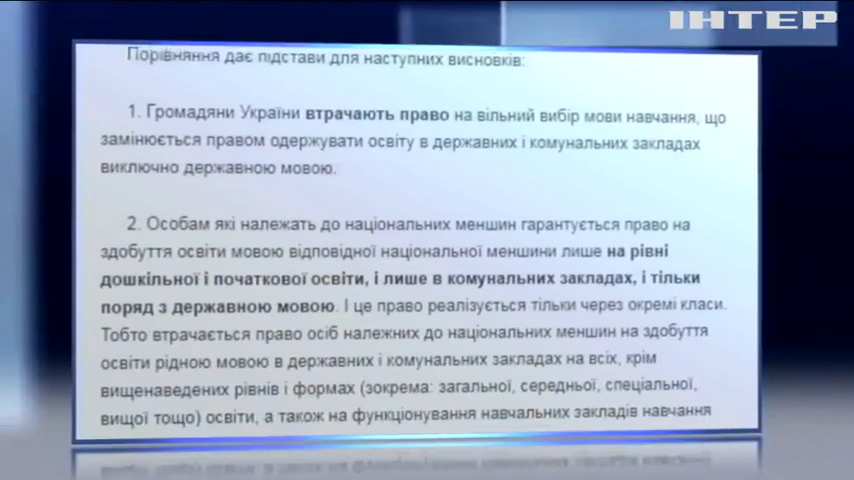 ІНТЕР
Порівняння дає підстави для наступних висновків:
1. Громадяни України втрачають право на вільний вибір мови навчання, що
замінюється правом одержувати освіту в державних і комунальних закладах
виключно державною мовою.
2. Особам які належать до національних меншин гарантується право на
здобуття освіти мовою відповідної національної меншини лише на рівні
дошкільної і початкової освіти, і лише в комунальних закладах, і тільки
поряд з державною мовою. І це право реалізується тільки через окремі класи.
Тобто втрачається право осіб належних до національних меншин на здобуття
освіти рідною мовою в державних і комунальних закладах на всіх, крім
вищенаведених рівнів і формах (зокрема: загальної, середньої, спеціальної,
вищої тощо) освіти, а також на функціонування навчальних закладів навчання